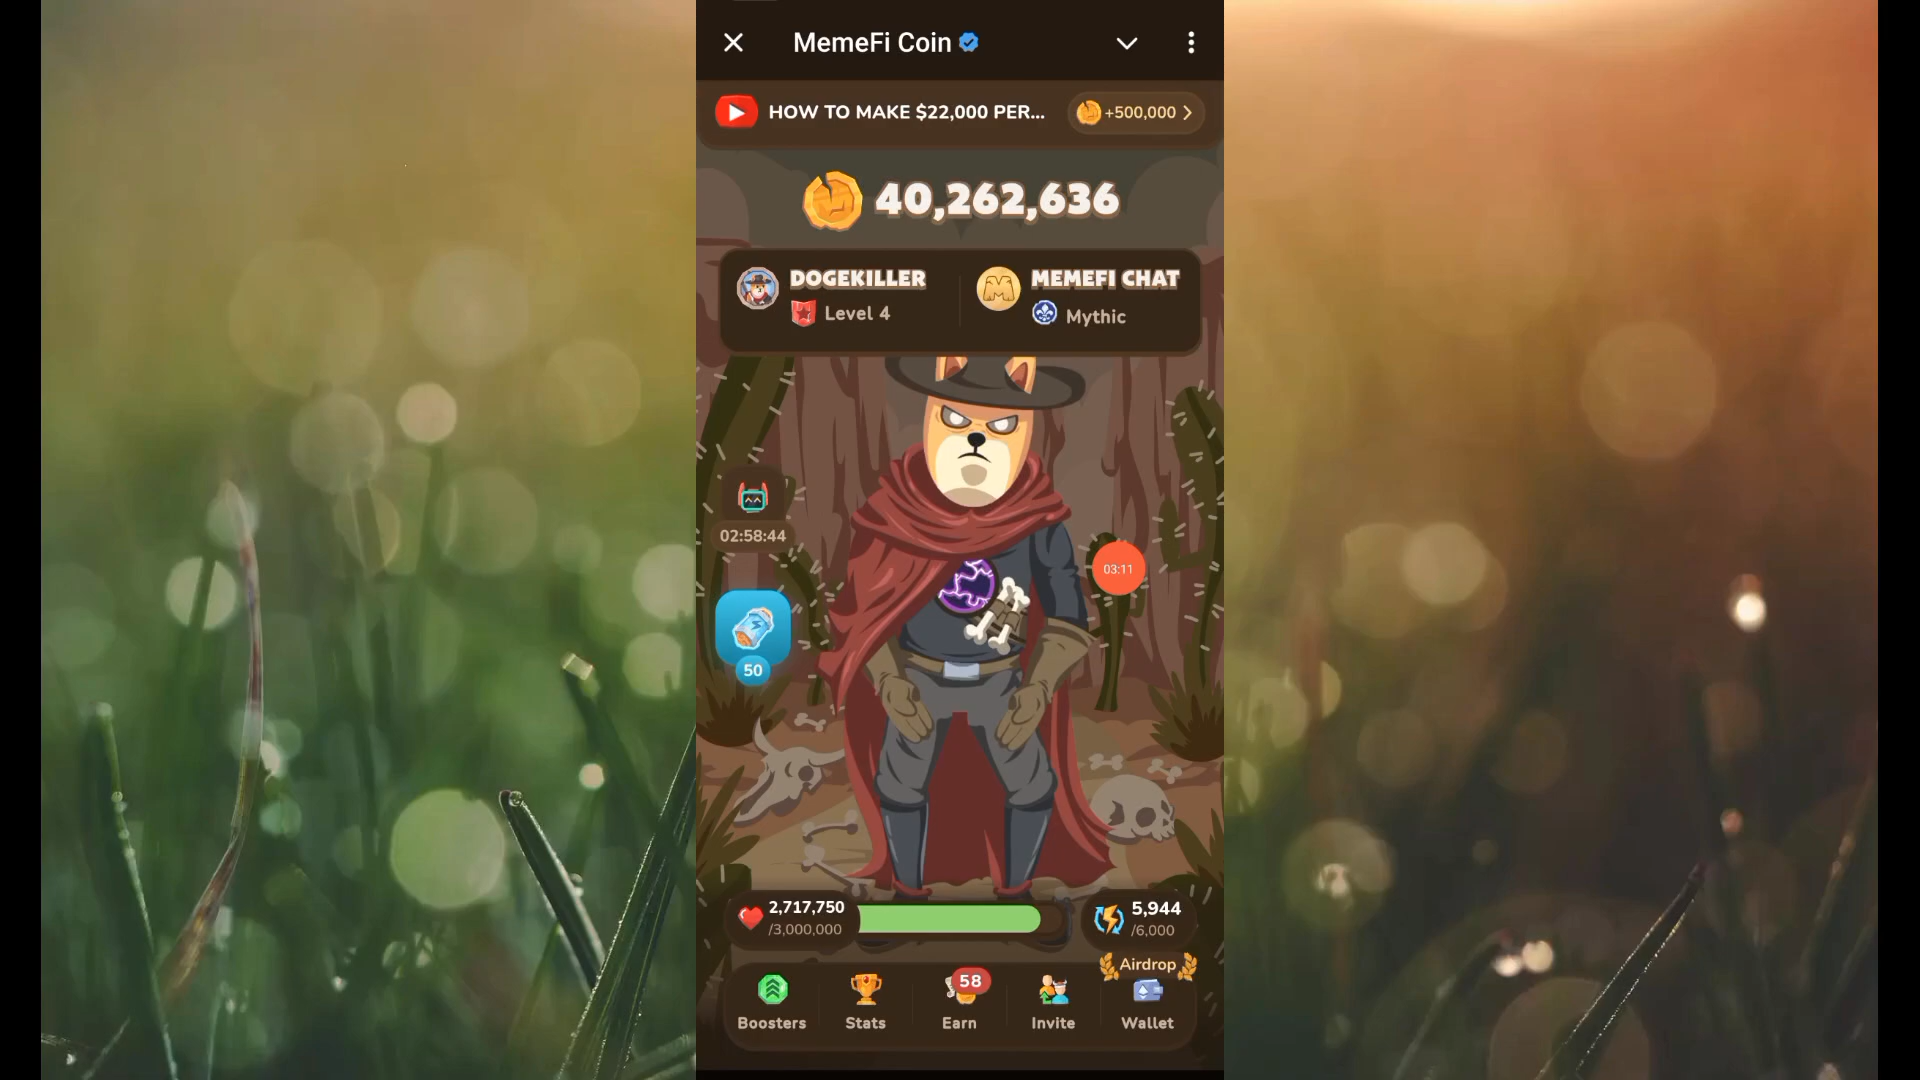 MemeFi Coin
HOW TO MAKE $22,000 PER...
+500,000
40,262,636
DOGEKILLER
Level 4
MEMEFI CHAT
Mythic
02:58:44
03:11
50
2,717,750
/3,000,000
5,944
/6,000
Airdrop
58
Boosters
Stats
Earn
Invite
Wallet